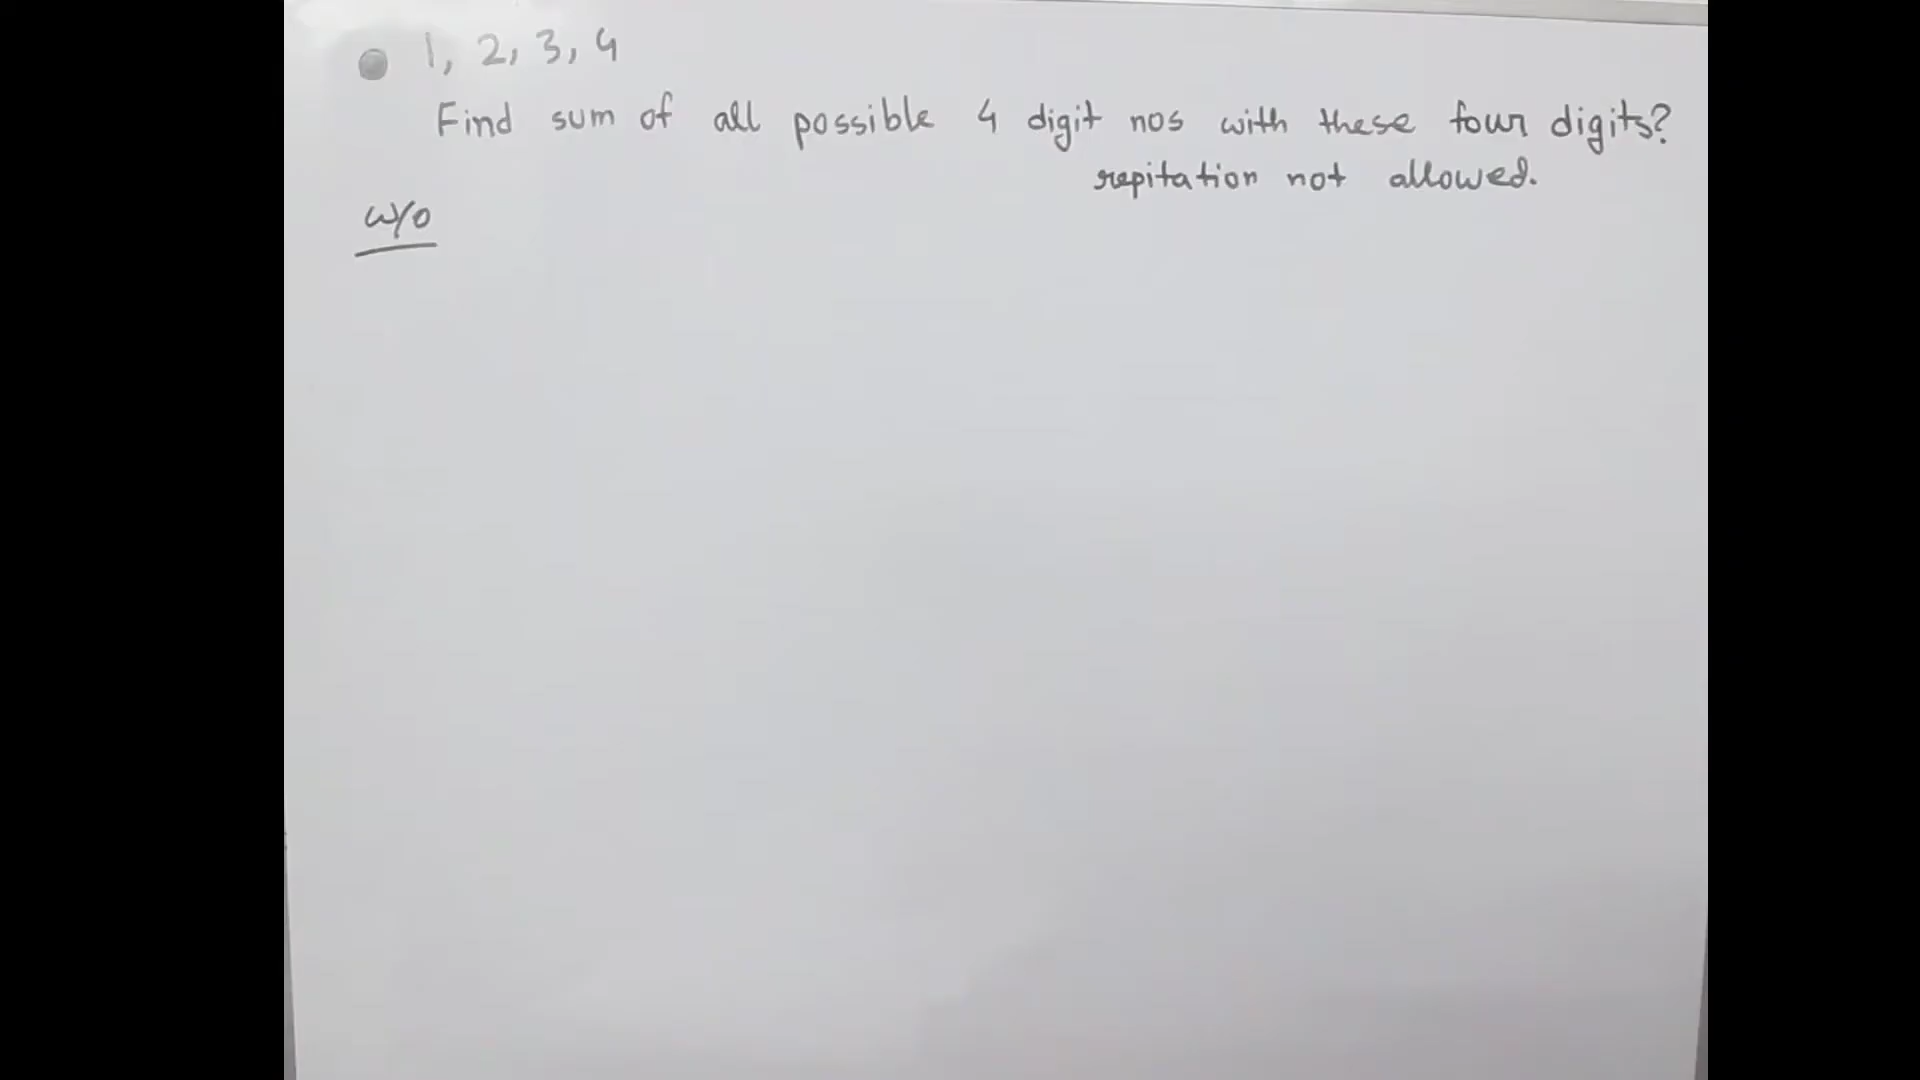 1, 2, 3, 4
Find sum of all possible 4 digit nos with these four digits?
repitation not allowed.
w/o